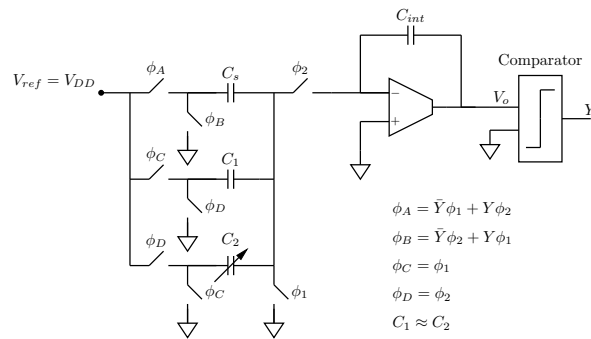 C_int
Comparator
V_ref = V_DD
ϕ_A
C_s
ϕ_2
−
+
V_o
Y
ϕ_B
ϕ_C
C_1
ϕ_D
ϕ_D
C_2
ϕ_C
ϕ_1
ϕ_A = Ȳϕ_1 + Yϕ_2
ϕ_B = Ȳϕ_2 + Yϕ_1
ϕ_C = ϕ_1
ϕ_D = ϕ_2
C_1 ≈ C_2